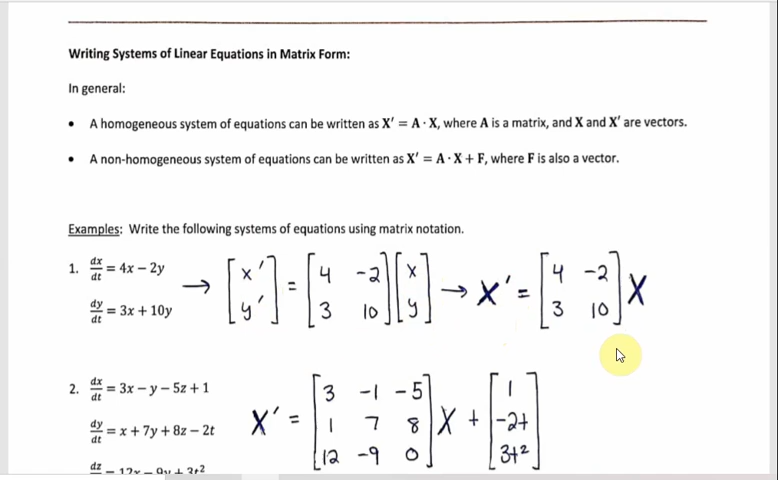 Writing Systems of Linear Equations in Matrix Form:
In general:
• A homogeneous system of equations can be written as X′ = A · X, where A is a matrix, and X and X′ are vectors.
• A non-homogeneous system of equations can be written as X′ = A · X + F, where F is also a vector.
Examples: Write the following systems of equations using matrix notation.
1. dx/dt = 4x − 2y → [x′ y′] = [4 -2 3 10] [x y] → X′ = [4 -2 3 10] X
dy/dt = 3x + 10y
2. dx/dt = 3x − y − 5z + 1 X′ = [3 -1 -5 1 7 8 12 -9 0] X + [1 -2t 3t²]
dy/dt = x + 7y + 8z − 2t
dz = 12x − 9y + 3t²